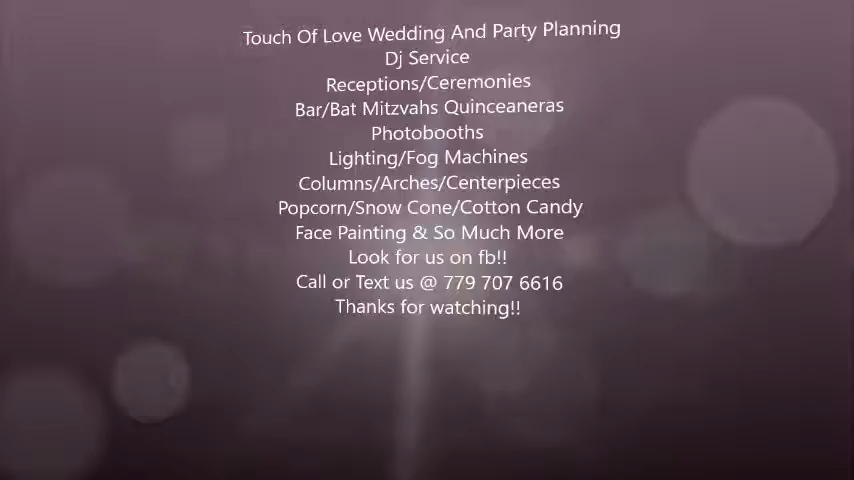 Touch Of Love Wedding And Party Planning
Dj Service
Receptions/Ceremonies
Bar/Bat Mitzvahs Quinceaneras
Photobooths
Lighting/Fog Machines
Columns/Arches/Centerpieces
Popcorn/Snow Cone/Cotton Candy
Face Painting & So Much More
Look for us on fb!!
Call or Text us @ 779 707 6616
Thanks for watching!!